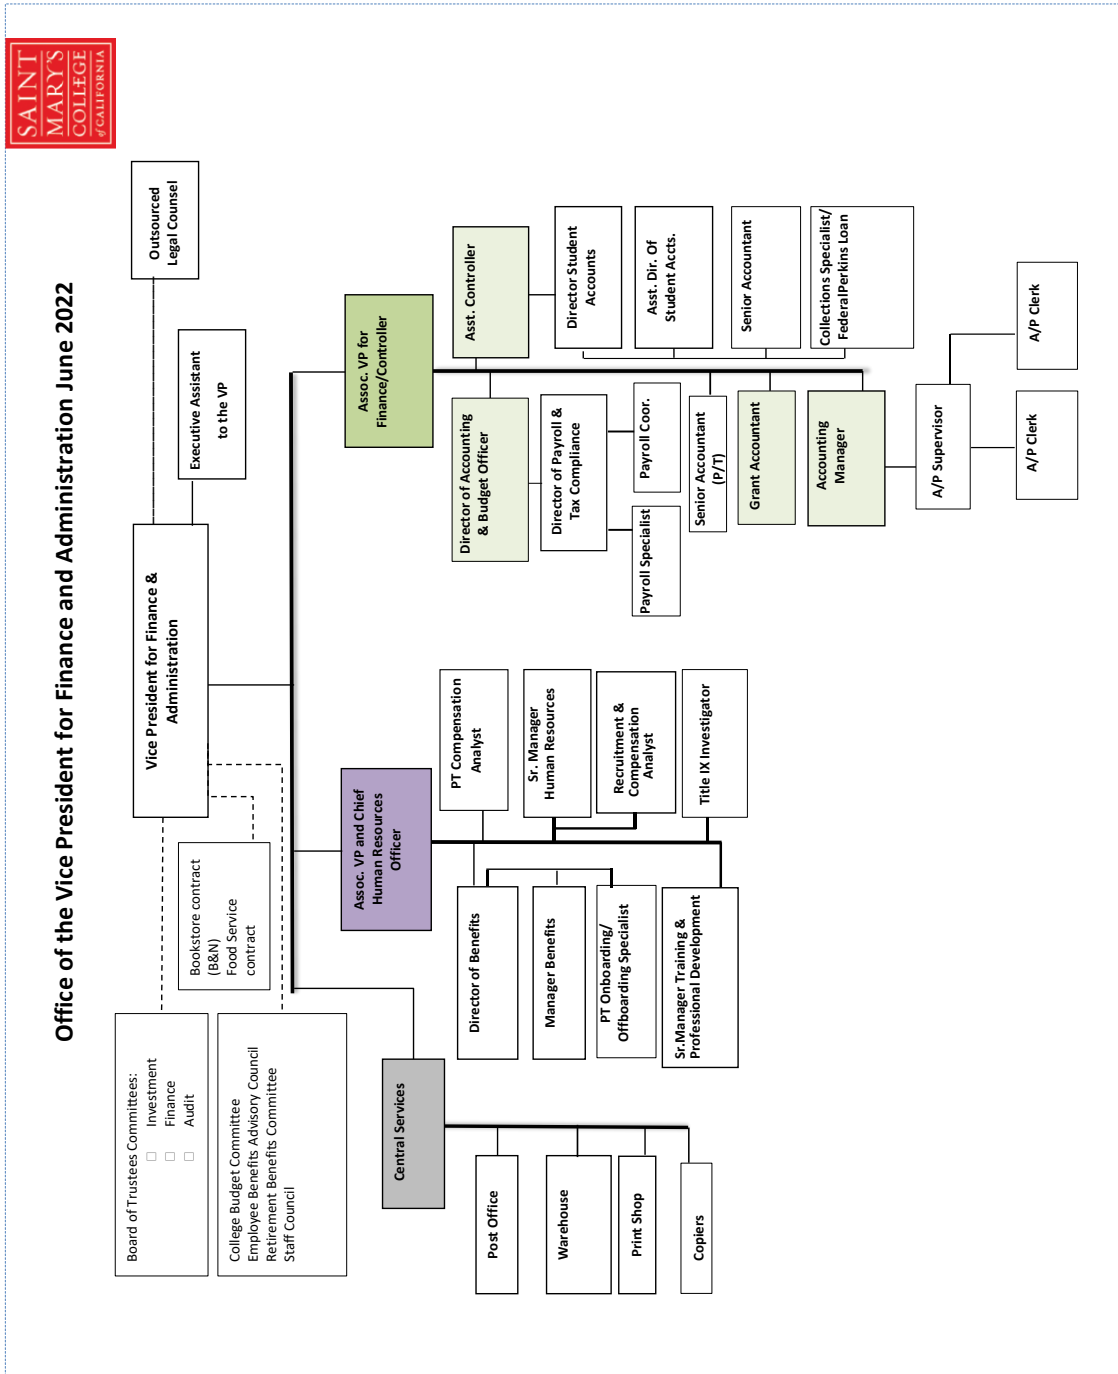 SAINT
MARY'S
COLLEGE
of CALIFORNIA
Office of the Vice President for Finance and Administration June 2022
Outsourced
Legal Counsel
Executive Assistant
to the VP
Vice President for Finance &
Administration
Board of Trustees Committees:
Investment
Finance
Audit
Bookstore contract
(B&N)
Food Service
contract
College Budget Committee
Employee Benefits Advisory Council
Retirement Benefits Committee
Staff Council
Central Services
Post Office
Warehouse
Print Shop
Copiers
Assoc. VP and Chief
Human Resources
Officer
Director of Benefits
Manager Benefits
PT Onboarding/
Offboarding Specialist
Sr.Manager Training &
Professional Development
PT Compensation
Analyst
Sr. Manager
Human Resources
Recruitment &
Compensation
Analyst
Title IX Investigator
Assoc. VP for
Finance/Controller
Director of Accounting
& Budget Officer
Director of Payroll &
Tax Compliance
Payroll Specialist
Payroll Coor.
Senior Accountant
(P/T)
Grant Accountant
Accounting
Manager
A/P Supervisor
A/P Clerk
A/P Clerk
Asst. Controller
Director Student
Accounts
Asst. Dir. Of
Student Accts.
Senior Accountant
Collections Specialist/
FederalPerkins Loan